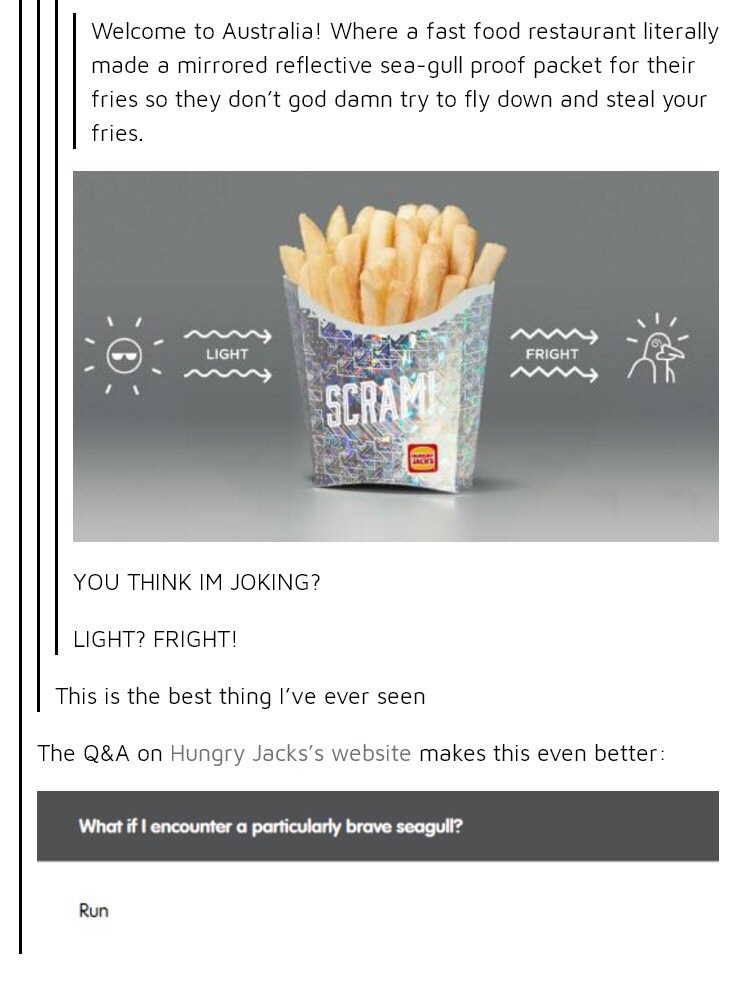 Welcome to Australia! Where a fast food restaurant literally
made a mirrored reflective sea-gull proof packet for their
fries so they don't god damn try to fly down and steal your
fries.
LIGHT
SCRAM!
FRIGHT
HUNGRY
JACK'S
YOU THINK IM JOKING?
LIGHT? FRIGHT!
This is the best thing I've ever seen
The Q&A on Hungry Jacks's website makes this even better:
What if I encounter a particularly brave seagull?
Run